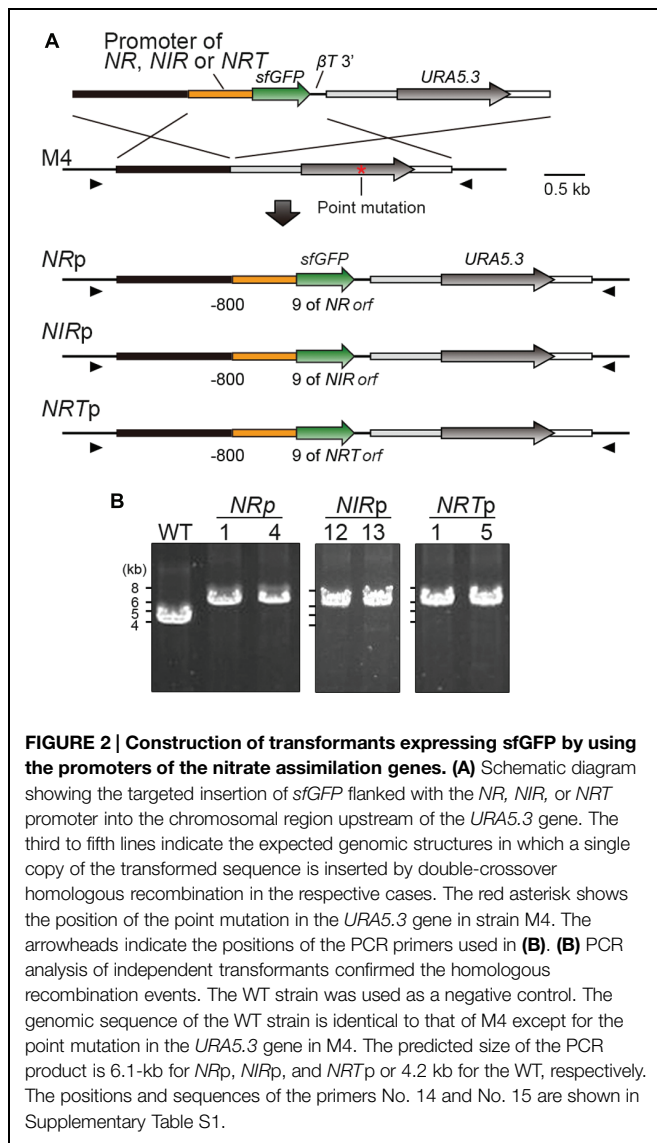 A
Promoter of
NR, NIR or NRT
sfGFP
βT 3’
URA5.3
M4
*
Point mutation
0.5 kb
NRp
sfGFP
URA5.3
-800
9 of NR orf
NIRp
-800
9 of NIR orf
NRTp
-800
9 of NRT orf
B
NRp
NIRp
NRTp
WT
1
4
12
13
1
5
(kb)
8
6
5
4
FIGURE 2 | Construction of transformants expressing sfGFP by using
the promoters of the nitrate assimilation genes. (A) Schematic diagram
showing the targeted insertion of sfGFP flanked with the NR, NIR, or NRT
promoter into the chromosomal region upstream of the URA5.3 gene. The
third to fifth lines indicate the expected genomic structures in which a single
copy of the transformed sequence is inserted by double-crossover
homologous recombination in the respective cases. The red asterisk shows
the position of the point mutation in the URA5.3 gene in strain M4. The
arrowheads indicate the positions of the PCR primers used in (B). (B) PCR
analysis of independent transformants confirmed the homologous
recombination events. The WT strain was used as a negative control. The
genomic sequence of the WT strain is identical to that of M4 except for the
point mutation in the URA5.3 gene in M4. The predicted size of the PCR
product is 6.1-kb for NRp, NIRp, and NRTp or 4.2 kb for the WT, respectively.
The positions and sequences of the primers No. 14 and No. 15 are shown in
Supplementary Table S1.